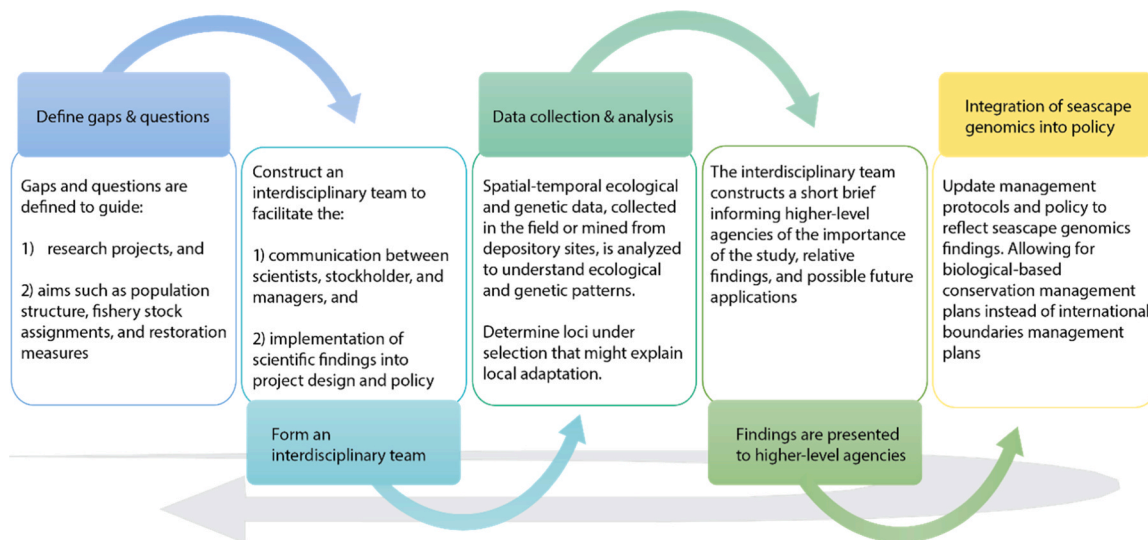 Define gaps & questions
Gaps and questions are
defined to guide:
1) research projects, and
2) aims such as population
structure, fishery stock
assignments, and restoration
measures
Construct an
interdisciplinary team to
facilitate the:
1) communication between
scientists, stockholder, and
managers, and
2) implementation of
scientific findings into
project design and policy
Form an
interdisciplinary team
Data collection & analysis
Spatial-temporal ecological
and genetic data, collected
in the field or mined from
depository sites, is analyzed
to understand ecological
and genetic patterns.
Determine loci under
selection that might explain
local adaptation.
The interdisciplinary team
constructs a short brief
informing higher-level
agencies of the importance
of the study, relative
findings, and possible future
applications
Findings are presented
to higher-level agencies
Integration of seascape
genomics into policy
Update management
protocols and policy to
reflect seascape genomics
findings. Allowing for
biological-based
conservation management
plans instead of international
boundaries management
plans